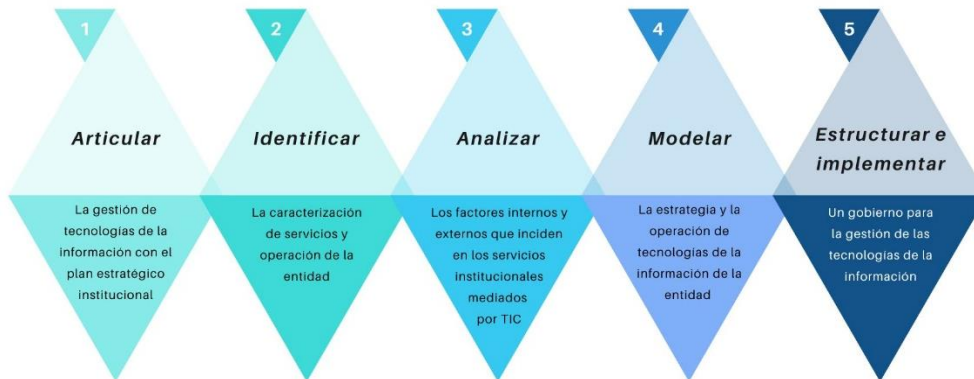 1
Articular
La gestión de
tecnologías de la
información con el
plan estratégico
institucional
2
Identificar
La caracterización
de servicios y
operación de la
entidad
3
Analizar
Los factores internos y
externos que inciden
en los servicios
institucionales
mediados
por TIC
4
Modelar
La estrategia y la
operación de
tecnologías de la
información de la
entidad
5
Estructurar e
implementar
Un gobierno para
la gestión de las
tecnologías de la
información